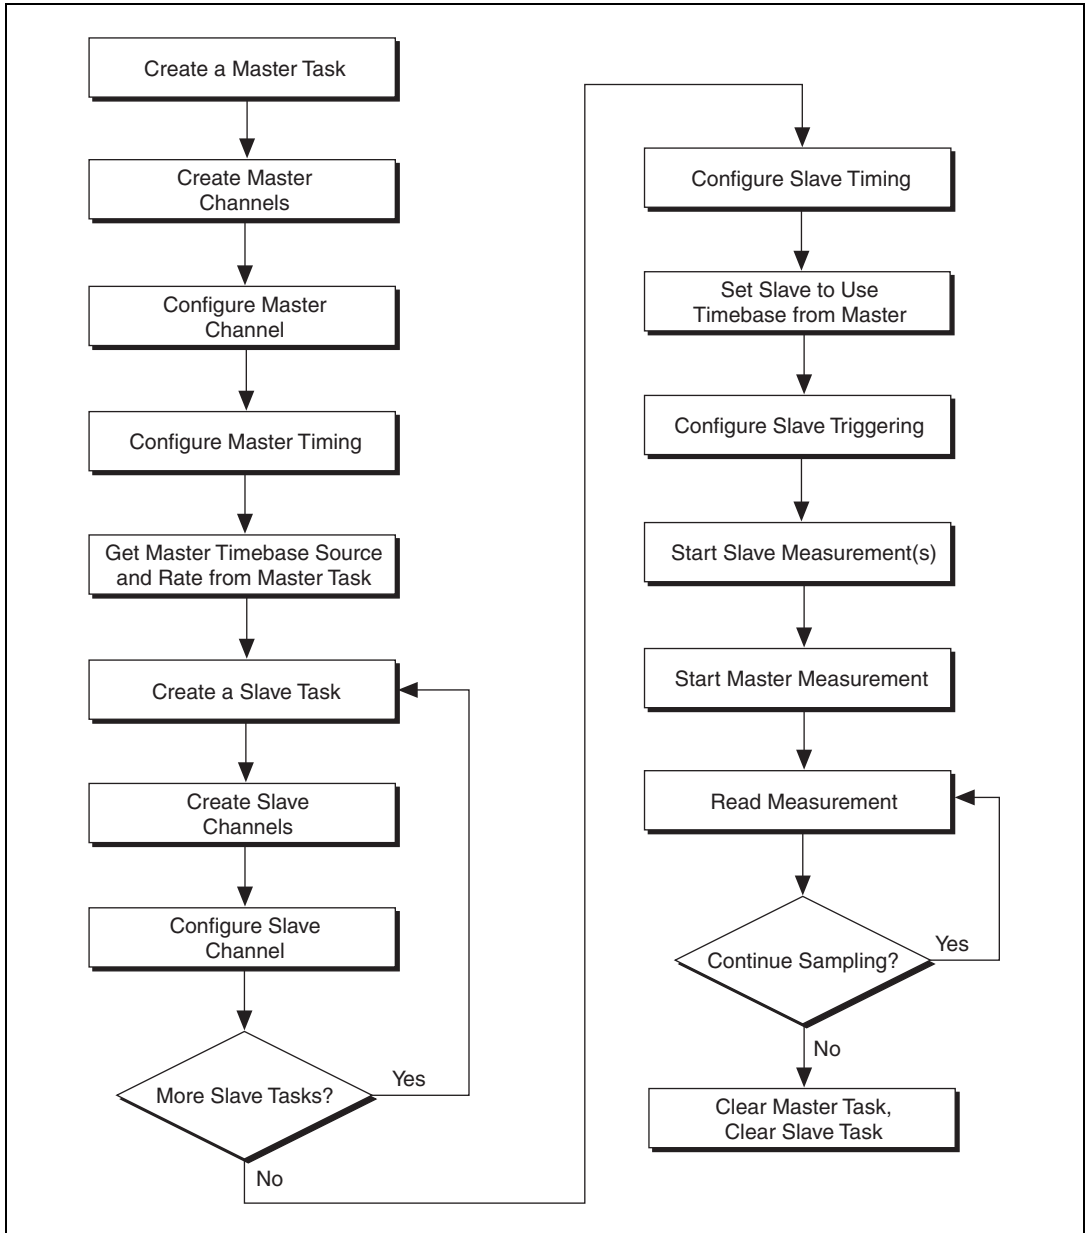 Create a Master Task
Create Master
Channels
Configure Master
Channel
Configure Master Timing
Get Master Timebase Source
and Rate from Master Task
Create a Slave Task
Create Slave
Channels
Configure Slave
Channel
More Slave Tasks?
Yes
No
Configure Slave Timing
Set Slave to Use
Timebase from Master
Configure Slave Triggering
Start Slave Measurement(s)
Start Master Measurement
Read Measurement
Continue Sampling?
Yes
No
Clear Master Task,
Clear Slave Task